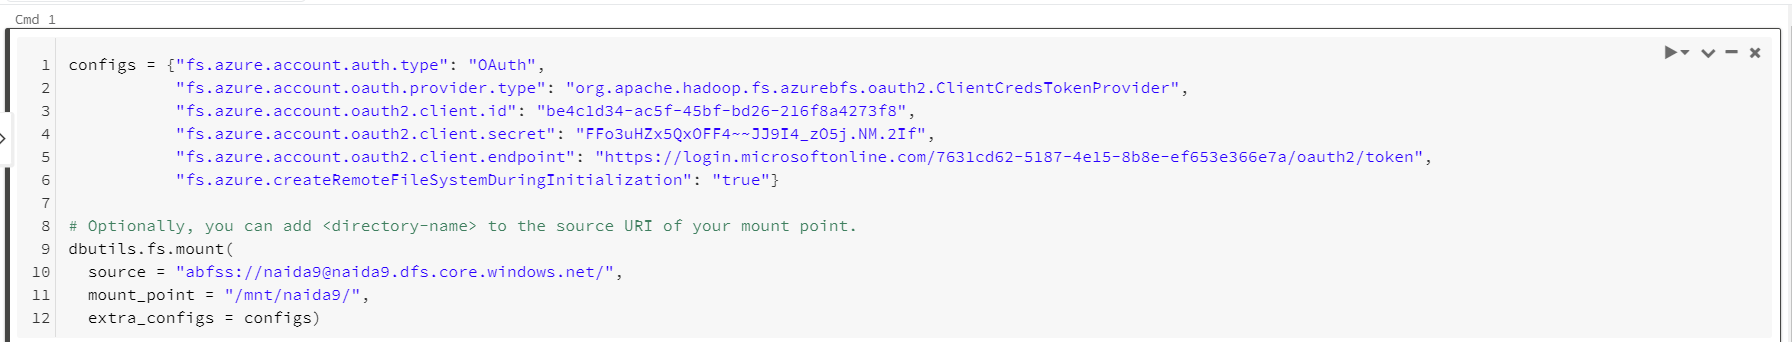 Cmd 1
1 configs = {"fs.azure.account.auth.type": "OAuth",
2 "fs.azure.account.oauth.provider.type": "org.apache.hadoop.fs.azurebfs.oauth2.ClientCredsTokenProvider",
3 "fs.azure.account.oauth2.client.id": "be4c1d34-ac5f-45bf-bd26-216f8a4273f8",
4 "fs.azure.account.oauth2.client.secret": "FFo3uHZx5QxOFF4~~JJ9I4_zO5j.NM.2If",
5 "fs.azure.account.oauth2.client.endpoint": "https://login.microsoftonline.com/7631cd62-5187-4e15-8b8e-ef653e366e7a/oauth2/token",
6 "fs.azure.createRemoteFileSystemDuringInitialization": "true"}
7
8 # Optionally, you can add <directory-name> to the source URI of your mount point.
9 dbutils.fs.mount(
10 source = "abfss://naida9@naida9.dfs.core.windows.net/",
11 mount_point = "/mnt/naida9/",
12 extra_configs = configs)